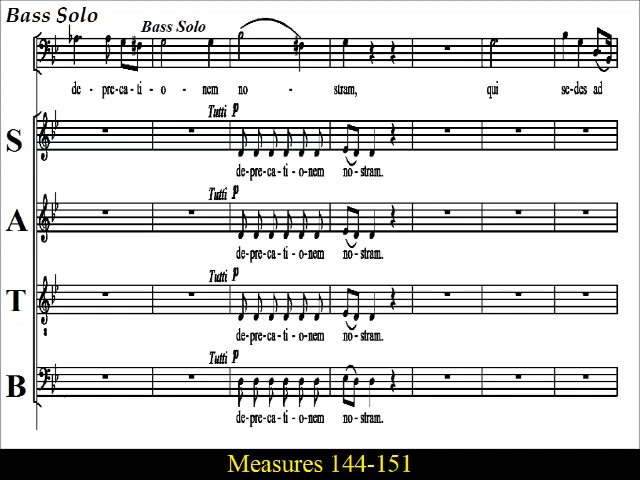 Bass Solo
Bass Solo
de - pre - ca - ti - o - nem no - stram, qui se - des ad
Tutti p
S
de - pre - ca - ti - o - nem no - stram.
Tutti p
A
de - pre - ca - ti - o - nem no - stram.
Tutti p
T
8
de - pre - ca - ti - o - nem no - stram.
Tutti p
B
de - pre - ca - ti - o - nem no - stram.
Measures 144-151